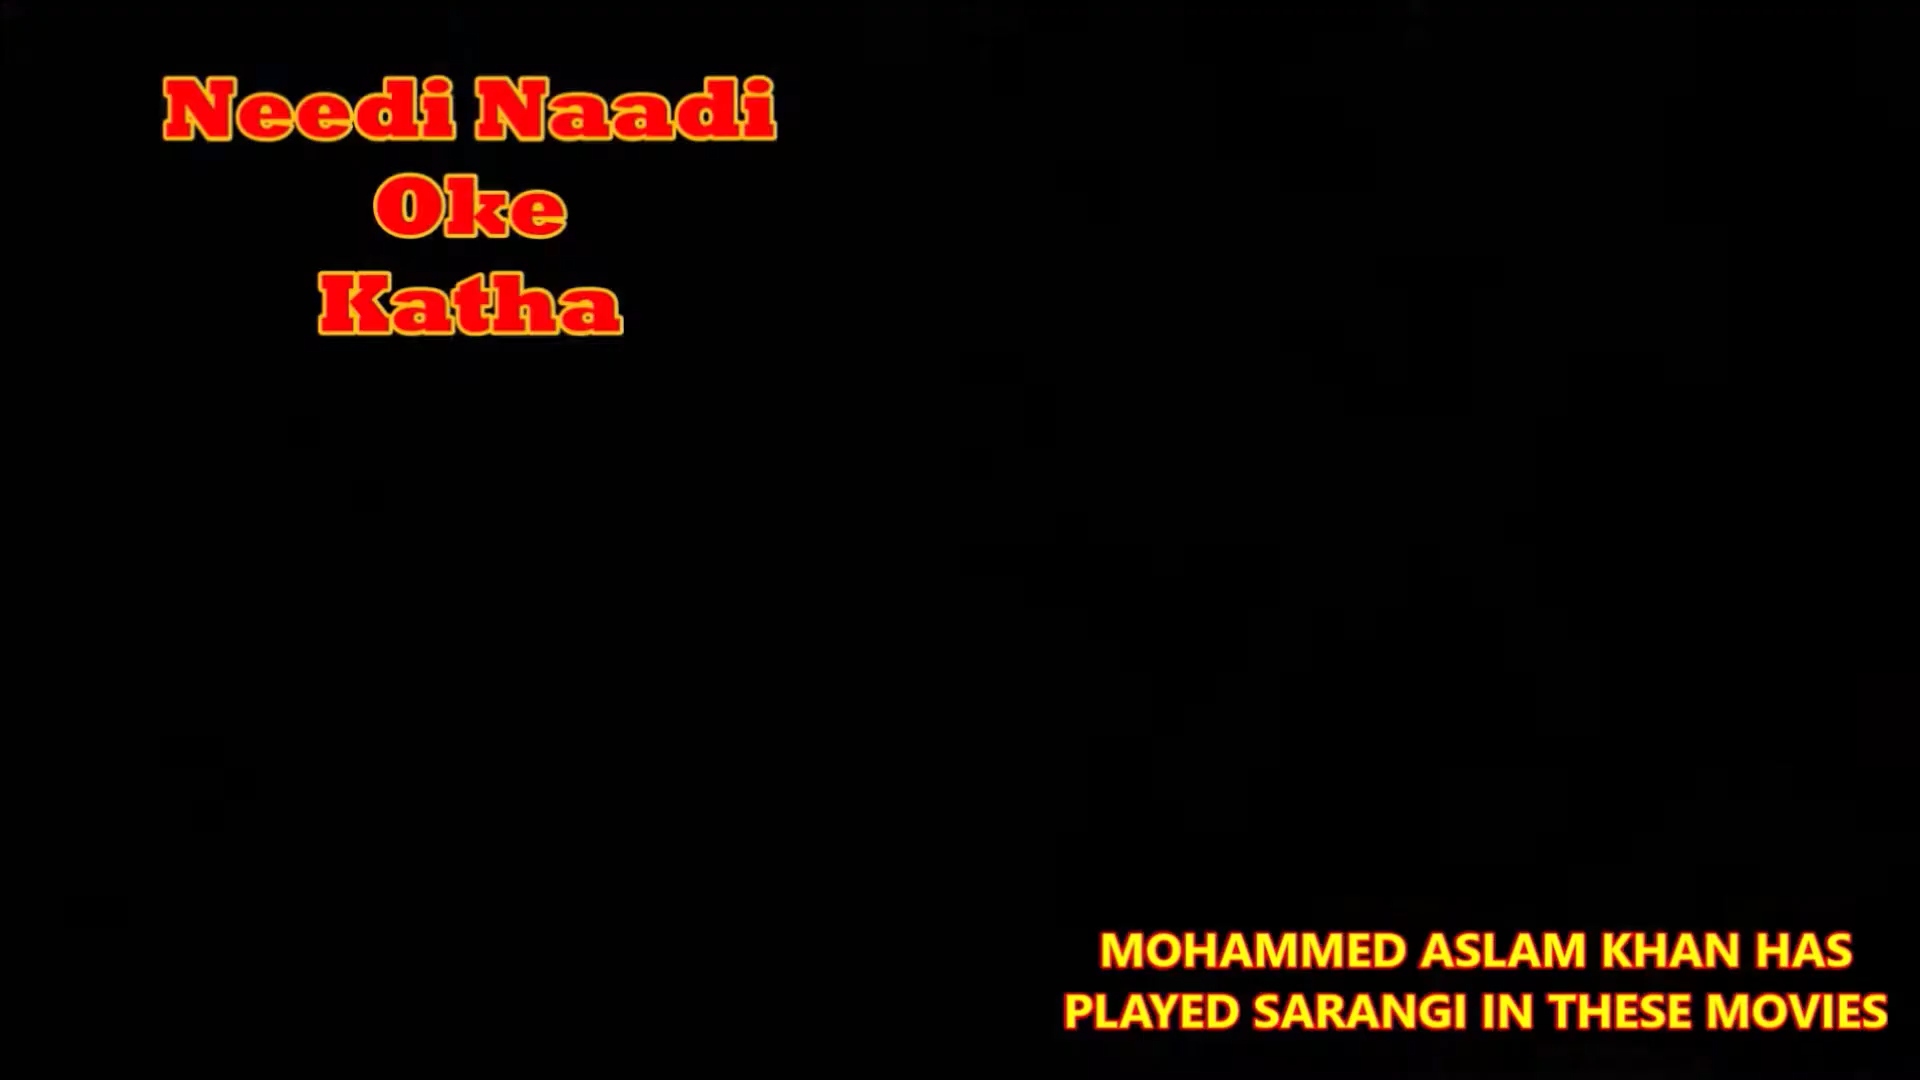 Needi Naadi
Oke
Katha
MOHAMMED ASLAM KHAN HAS
PLAYED SARANGI IN THESE MOVIES